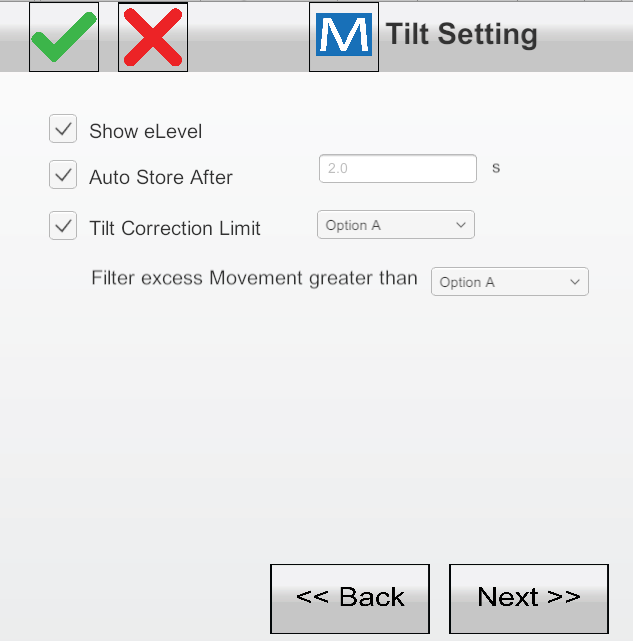 M Tilt Setting
Show eLevel
Auto Store After 2.0 s
Tilt Correction Limit Option A
Filter excess Movement greater than Option A
<< Back Next >>